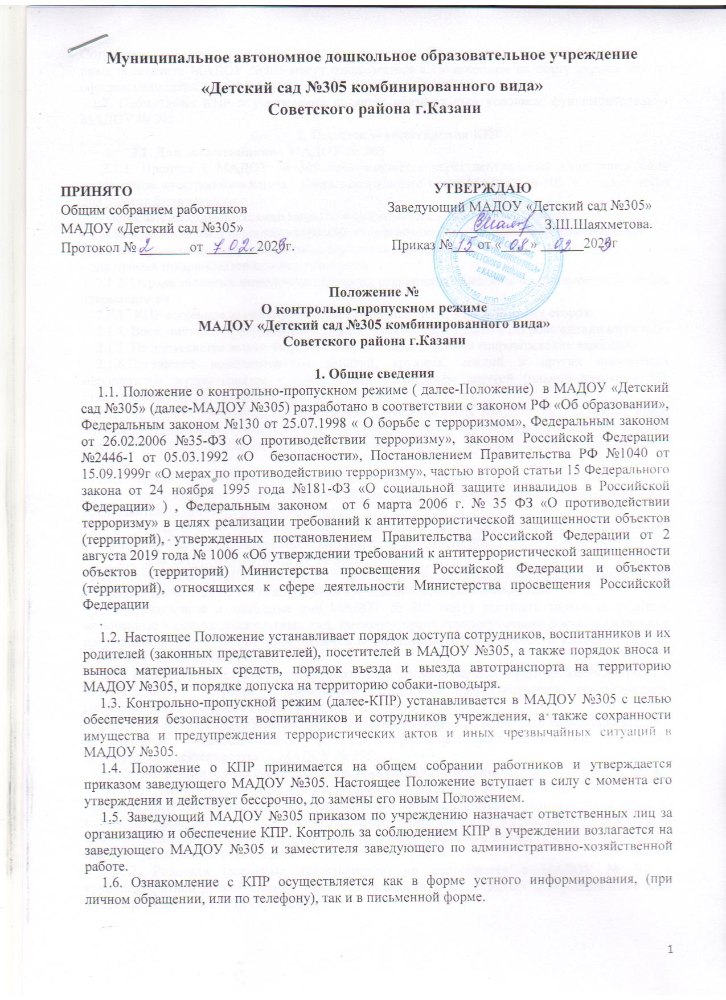 Муниципальное автономное дошкольное образовательное учреждение
«Детский сад №305 комбинированного вида»
Советского района г.Казани
ПРИНЯТО
Общим собранием работников
МАДОУ «Детский сад №305»
Протокол № 2 от 7.02. 2023г.
УТВЕРЖДАЮ
Заведующий МАДОУ «Детский сад №305»
З.Ш.Шаяхметова.
Приказ № 15 от « 08 » 02 2023г
Положение №
О контрольно-пропускном режиме
МАДОУ «Детский сад №305 комбинированного вида»
Советского района г.Казани
1. Общие сведения
1.1. Положение о контрольно-пропускном режиме ( далее-Положение) в МАДОУ «Детский
сад №305» (далее-МАДОУ №305) разработано в соответствии с законом РФ «Об образовании»,
Федеральным законом №130 от 25.07.1998 « О борьбе с терроризмом», Федеральным законом
от 26.02.2006 №35-ФЗ «О противодействии терроризму», законом Российской Федерации
№2446-1 от 05.03.1992 «О безопасности», Постановлением Правительства РФ №1040 от
15.09.1999г «О мерах по противодействию терроризму», частью второй статьи 15 Федерального
закона от 24 ноября 1995 года №181-ФЗ «О социальной защите инвалидов в Российской
Федерации» ) , Федеральным законом от 6 марта 2006 г. № 35 ФЗ «О противодействии
терроризму» в целях реализации требований к антитеррористической защищенности объектов
(территорий), утвержденных постановлением Правительства Российской Федерации от 2
августа 2019 года № 1006 «Об утверждении требований к антитеррористической защищенности
объектов (территорий) Министерства просвещения Российской Федерации и объектов
(территорий), относящихся к сфере деятельности Министерства просвещения Российской
Федерации
1.2. Настоящее Положение устанавливает порядок доступа сотрудников, воспитанников и их
родителей (законных представителей), посетителей в МАДОУ №305, а также порядок вноса и
выноса материальных средств, порядок въезда и выезда автотранспорта на территорию
МАДОУ №305, и порядке допуска на территорию собаки-поводыря.
1.3. Контрольно-пропускной режим (далее-КПР) устанавливается в МАДОУ №305 с целью
обеспечения безопасности воспитанников и сотрудников учреждения, а также сохранности
имущества и предупреждения террористических актов и иных чрезвычайных ситуаций в
МАДОУ №305.
1.4. Положение о КПР принимается на общем собрании работников и утверждается
приказом заведующего МАДОУ №305. Настоящее Положение вступает в силу с момента его
утверждения и действует бессрочно, до замены его новым Положением.
1.5. Заведующий МАДОУ №305 приказом по учреждению назначает ответственных лиц за
организацию и обеспечение КПР. Контроль за соблюдением КПР в учреждении возлагается на
заведующего МАДОУ №305 и заместителя заведующего по административно-хозяйственной
работе.
1.6. Ознакомление с КПР осуществляется как в форме устного информирования, (при
личном обращении, или по телефону), так и в письменной форме.
1